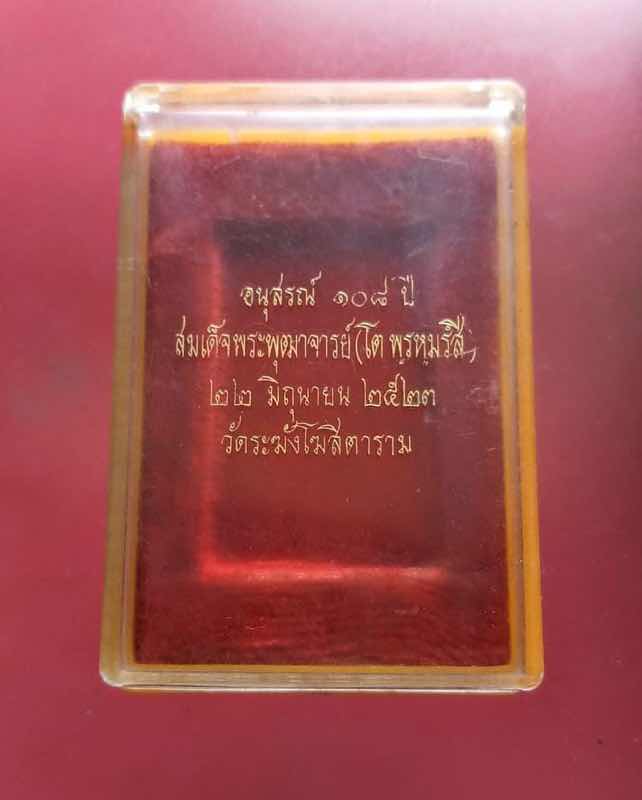 อนุสรณ์ ๑๐๘ ปี
สมเด็จพระพุฒาจารย์(โต พรหฺมรํสี)
๒๒ มิถุนายน ๒๕๒๓
วัดระฆังโฆสิตาราม